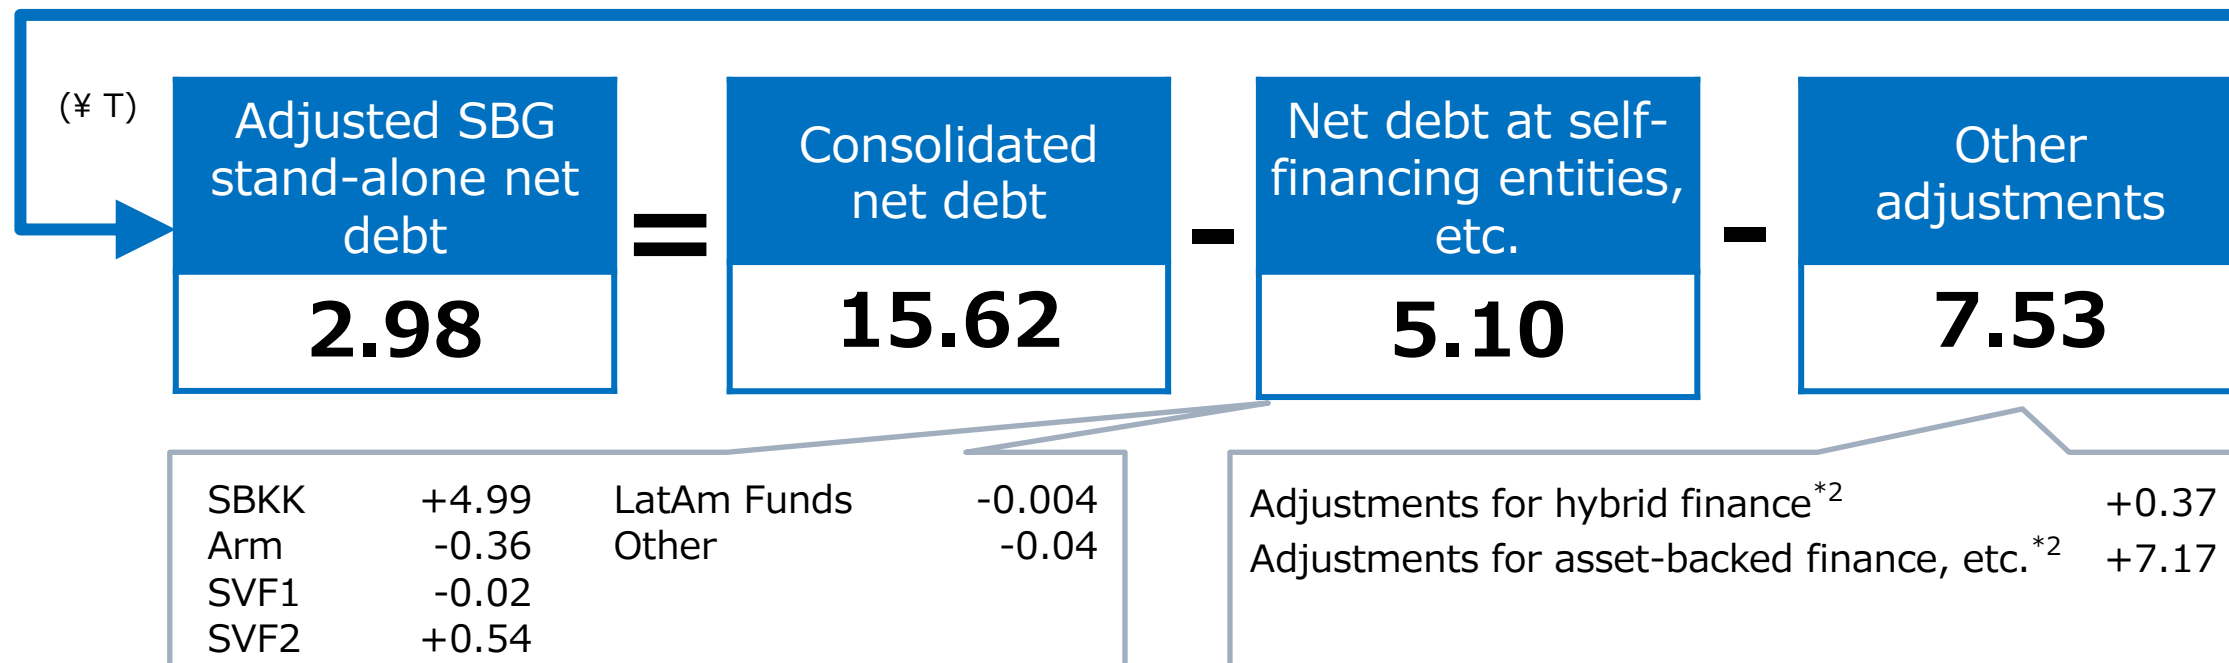 (¥ T)
Adjusted SBG
stand-alone net
debt
2.98
=
Consolidated
net debt
15.62
-
Net debt at self-
financing entities,
etc.
5.10
-
Other
adjustments
7.53
SBKK +4.99 LatAm Funds -0.004
Arm -0.36 Other -0.04
SVF1 -0.02
SVF2 +0.54
Adjustments for hybrid finance*2 +0.37
Adjustments for asset-backed finance, etc.*2 +7.17